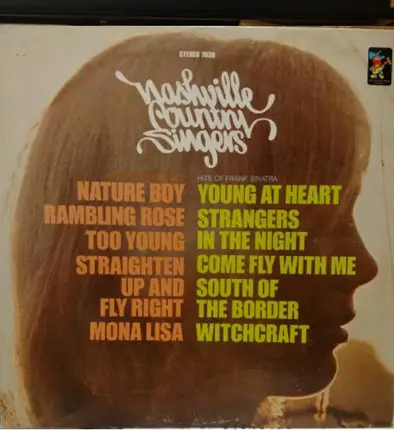 STEREO 7038
Nashville
Country
Singers
HITS OF FRANK SINATRA
NATURE BOY
RAMBLING ROSE
TOO YOUNG
STRAIGHTEN
UP AND
FLY RIGHT
MONA LISA
YOUNG AT HEART
STRANGERS
IN THE NIGHT
COME FLY WITH ME
SOUTH OF
THE BORDER
WITCHCRAFT